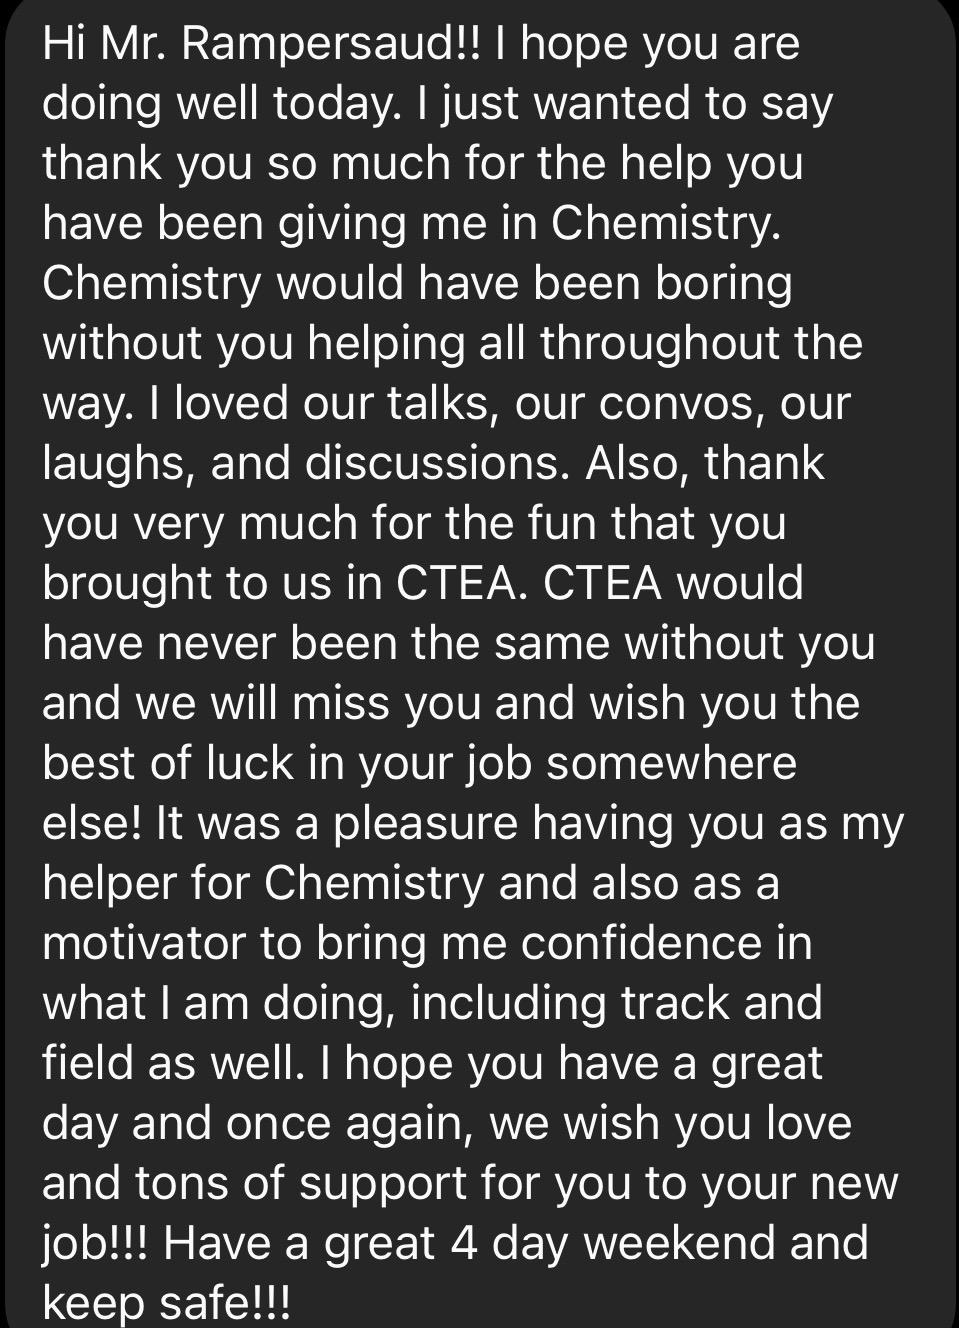 Hi Mr. Rampersaud!! I hope you are
doing well today. I just wanted to say
thank you so much for the help you
have been giving me in Chemistry.
Chemistry would have been boring
without you helping all throughout the
way. I loved our talks, our convos, our
laughs, and discussions. Also, thank
you very much for the fun that you
brought to us in CTEA. CTEA would
have never been the same without you
and we will miss you and wish you the
best of luck in your job somewhere
else! It was a pleasure having you as my
helper for Chemistry and also as a
motivator to bring me confidence in
what I am doing, including track and
field as well. I hope you have a great
day and once again, we wish you love
and tons of support for you to your new
job!!! Have a great 4 day weekend and
keep safe!!!